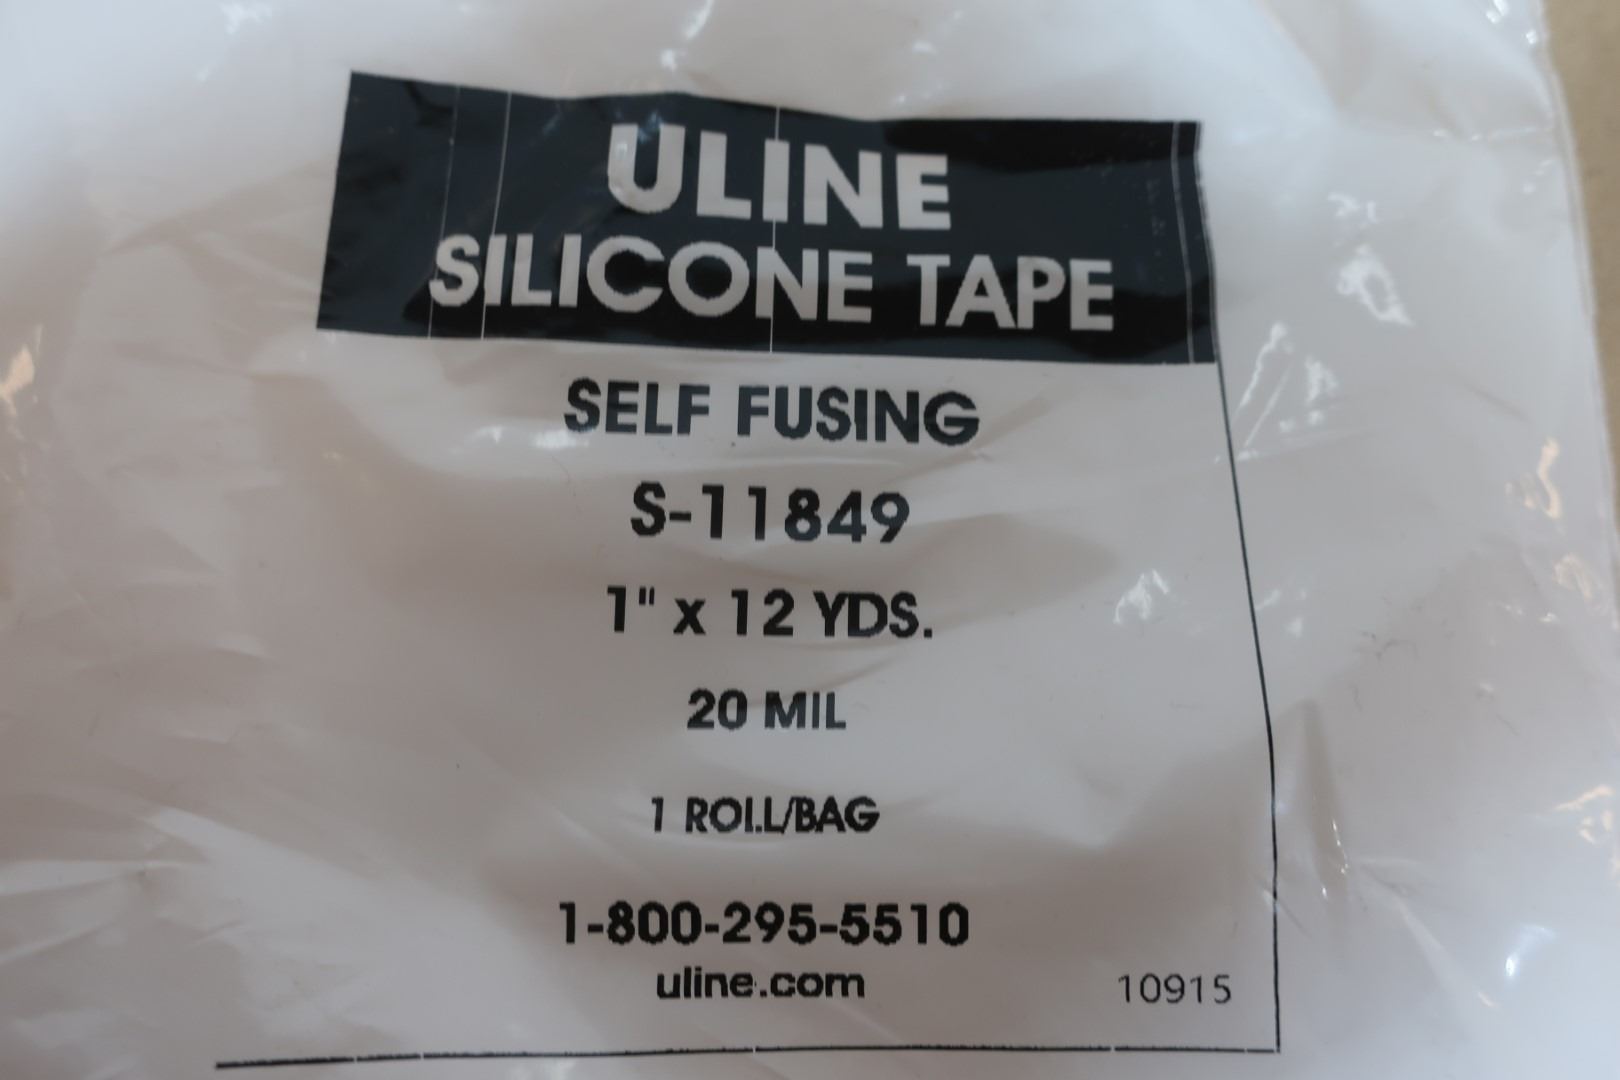 ULINE
SILICONE TAPE
SELF FUSING
S-11849
1" x 12 YDS.
20 MIL
1 ROLL/BAG
1-800-295-5510
uline.com
10915